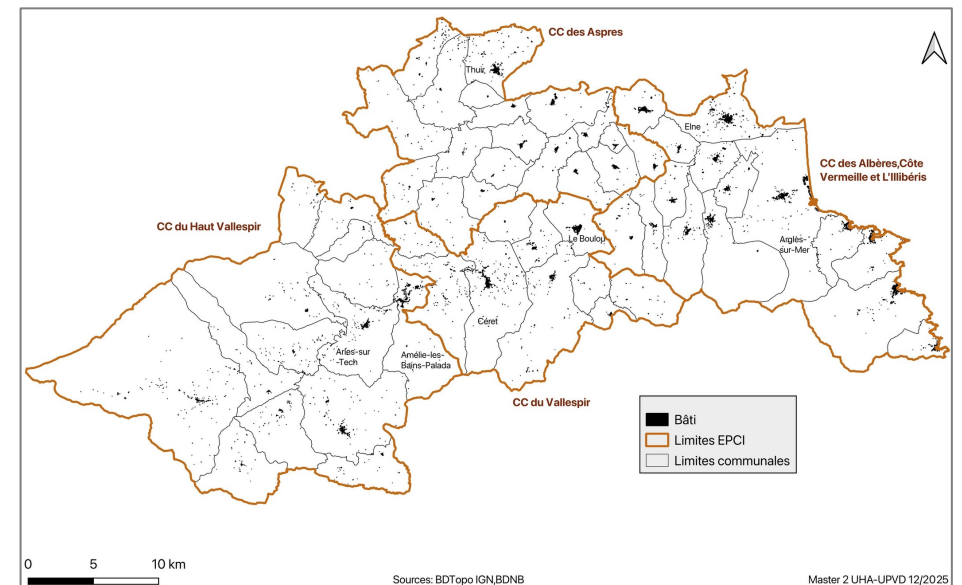 CC des Aspres
Thuir
Elne
CC des Albères,Côte
Vermeille et L'Illibéris
CC du Haut Vallespir
Le Boulou
Argelès-
sur-Mer
Céret
Arles-sur
-Tech
Amélie-les-
Bains-Palada
CC du Vallespir
Bâti
Limites EPCI
Limites communales
0 5 10 km
Sources: BDTopo IGN,BDNB
Master 2 UHA-UPVD 12/2025